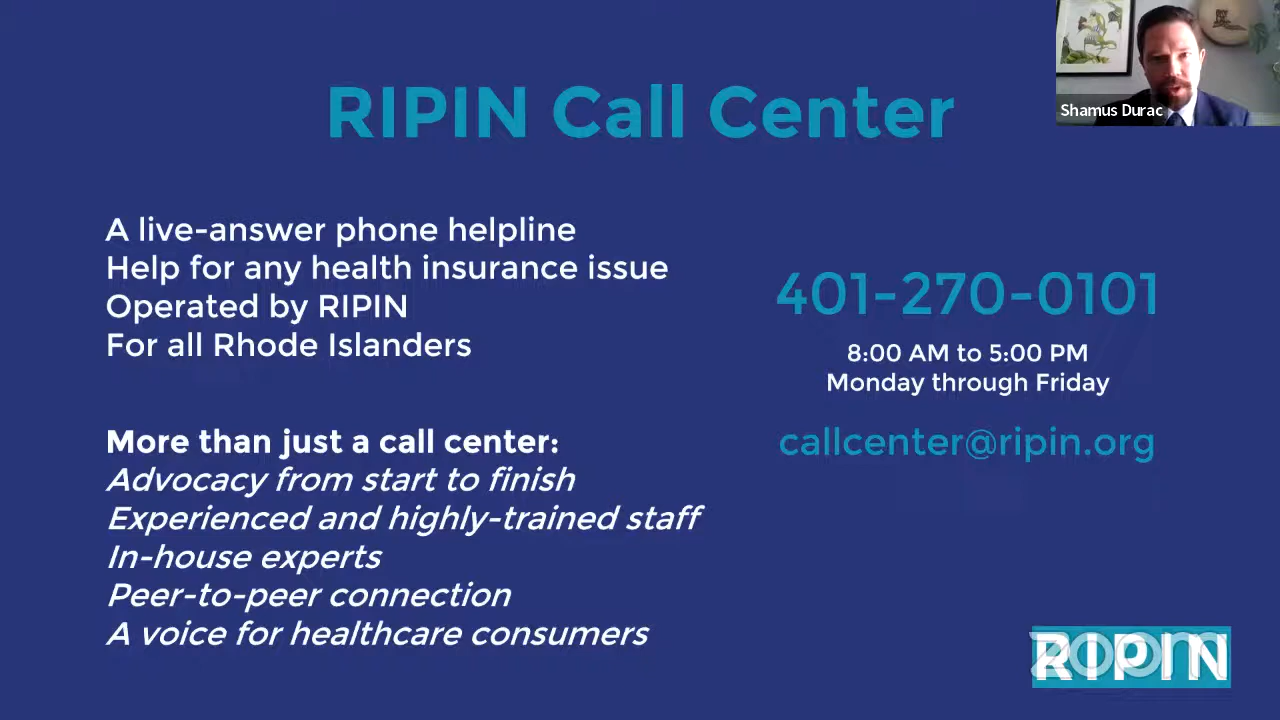 RIPIN Call Center
Shamus Durac
A live-answer phone helpline
Help for any health insurance issue
Operated by RIPIN
For all Rhode Islanders
401-270-0101
8:00 AM to 5:00 PM
Monday through Friday
callcenter@ripin.org
More than just a call center:
Advocacy from start to finish
Experienced and highly-trained staff
In-house experts
Peer-to-peer connection
A voice for healthcare consumers
RIPIN
zoom